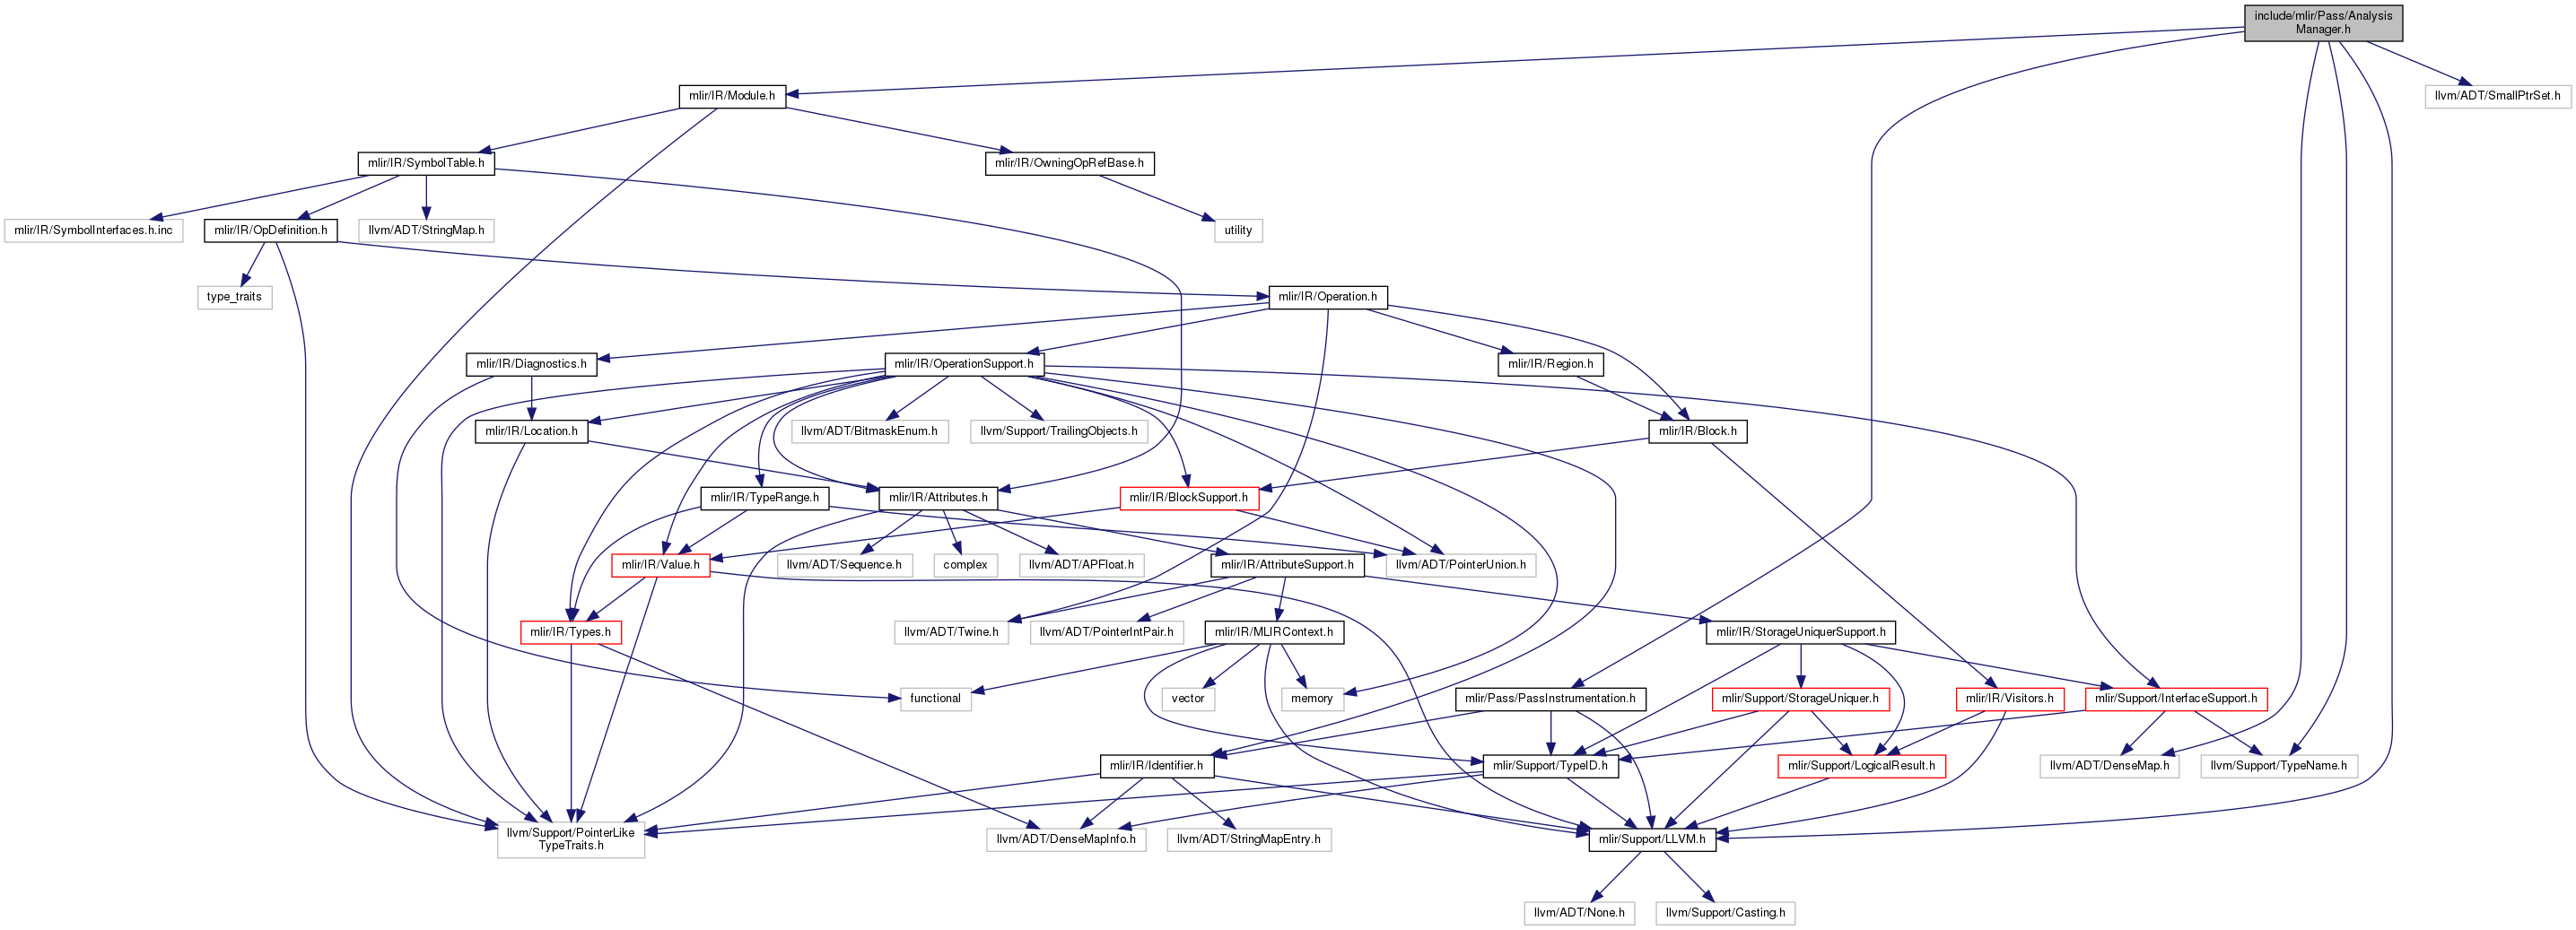 include/mlir/Pass/Analysis
Manager.h
mlir/IR/Module.h
llvm/ADT/SmallPtrSet.h
mlir/IR/SymbolTable.h
mlir/IR/OwningOpRefBase.h
mlir/IR/SymbolInterfaces.h.inc
mlir/IR/OpDefinition.h
llvm/ADT/StringMap.h
utility
type_traits
mlir/IR/Operation.h
mlir/IR/Diagnostics.h
mlir/IR/OperationSupport.h
mlir/IR/Region.h
mlir/IR/Location.h
llvm/ADT/BitmaskEnum.h
llvm/Support/TrailingObjects.h
mlir/IR/Block.h
mlir/IR/TypeRange.h
mlir/IR/Attributes.h
mlir/IR/BlockSupport.h
mlir/IR/Value.h
llvm/ADT/Sequence.h
complex
llvm/ADT/APFloat.h
mlir/IR/AttributeSupport.h
llvm/ADT/PointerUnion.h
mlir/IR/Types.h
llvm/ADT/Twine.h
llvm/ADT/PointerIntPair.h
mlir/IR/MLIRContext.h
mlir/IR/StorageUniquerSupport.h
functional
vector
memory
mlir/Pass/PassInstrumentation.h
mlir/Support/StorageUniquer.h
mlir/IR/Visitors.h
mlir/Support/InterfaceSupport.h
mlir/IR/Identifier.h
mlir/Support/TypeID.h
mlir/Support/LogicalResult.h
llvm/ADT/DenseMap.h
llvm/Support/TypeName.h
llvm/Support/PointerLike
TypeTraits.h
llvm/ADT/DenseMapInfo.h
llvm/ADT/StringMapEntry.h
mlir/Support/LLVM.h
llvm/ADT/None.h
llvm/Support/Casting.h